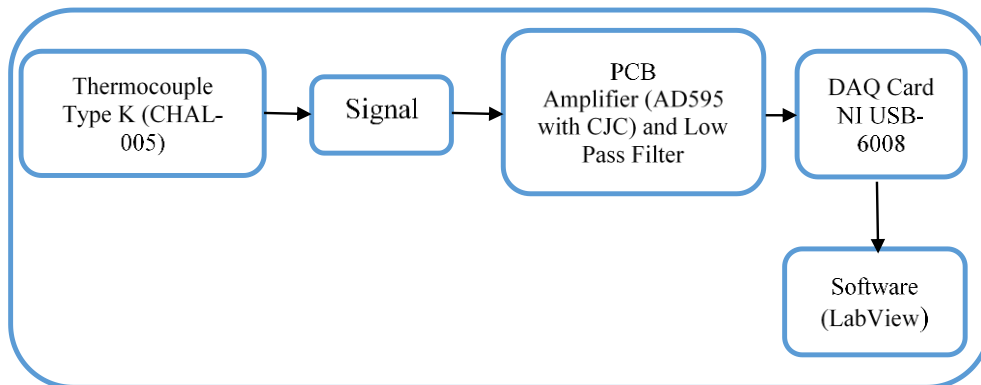 Thermocouple
Type K (CHAL-
005)
Signal
PCB
Amplifier (AD595
with CJC) and Low
Pass Filter
DAQ Card
NI USB-
6008
Software
(LabView)